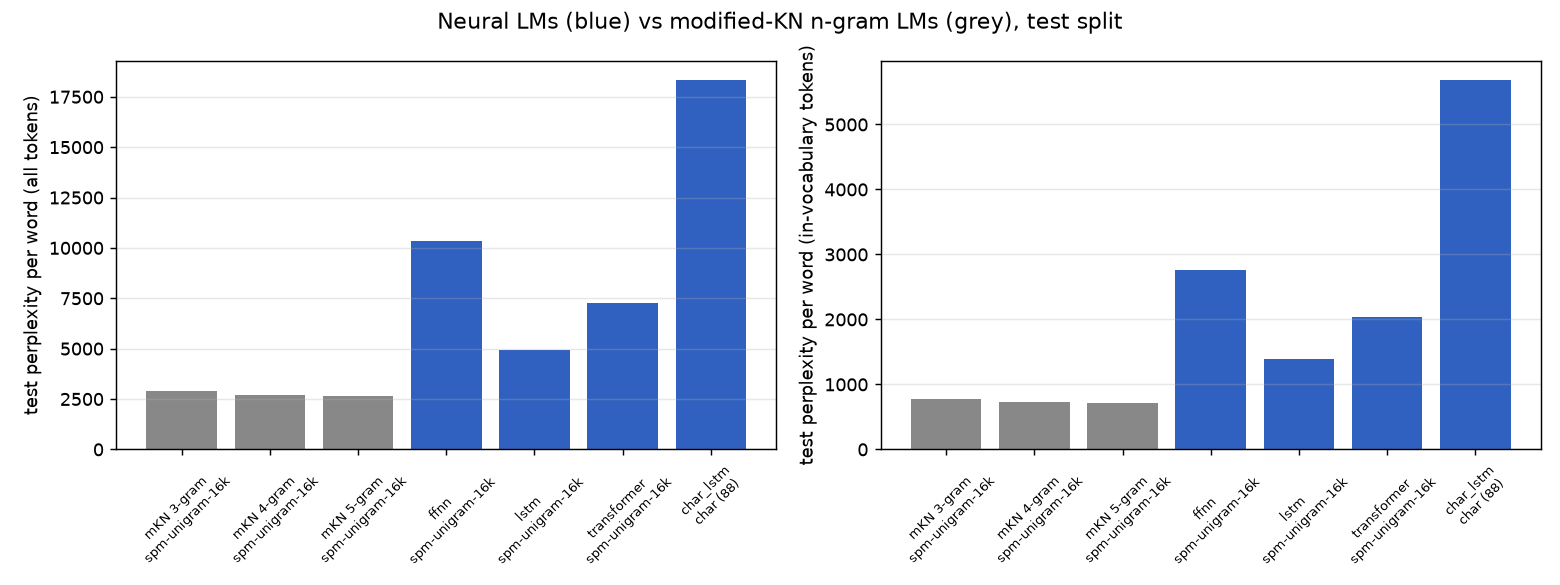 Neural LMs (blue) vs modified-KN n-gram LMs (grey), test split
test perplexity per word (all tokens)
17500
15000
12500
10000
7500
5000
2500
0
mKN 3-gram
spm-unigram-16k
mKN 4-gram
spm-unigram-16k
mKN 5-gram
spm-unigram-16k
ffnn
spm-unigram-16k
lstm
spm-unigram-16k
transformer
spm-unigram-16k
char_lstm
char (88)
test perplexity per word (in-vocabulary tokens)
5000
4000
3000
2000
1000
0
mKN 3-gram
spm-unigram-16k
mKN 4-gram
spm-unigram-16k
mKN 5-gram
spm-unigram-16k
ffnn
spm-unigram-16k
lstm
spm-unigram-16k
transformer
spm-unigram-16k
char_lstm
char (88)